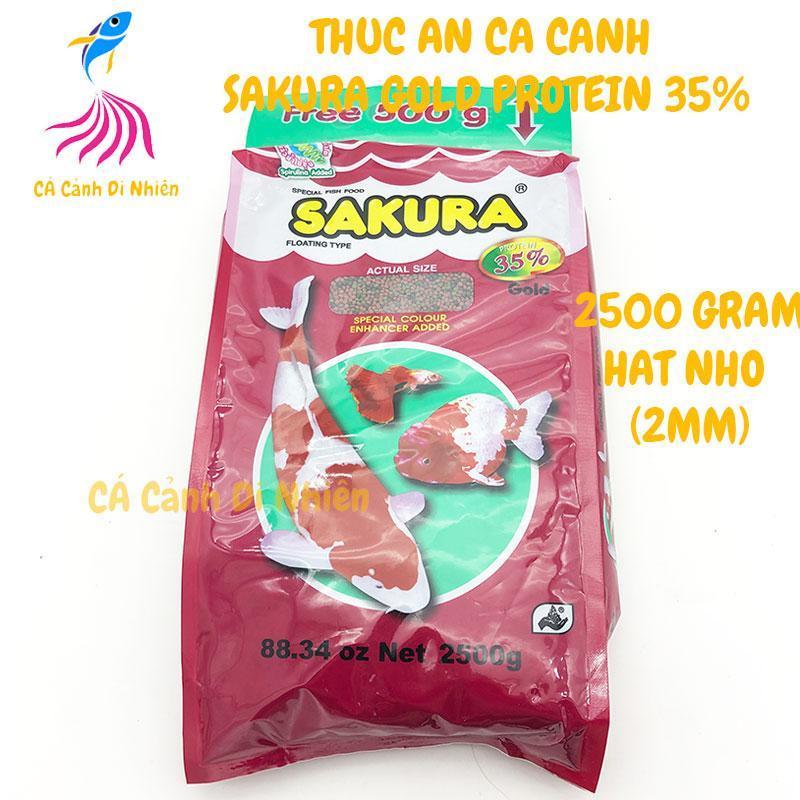 THUC AN CA CANH
SAKURA GOLD PROTEIN 35%
CÁ Cảnh Di Nhiên
Free 500 g
Spirulina Added
SPECIAL FISH FOOD
SAKURA®
FLOATING TYPE
PROTEIN
35%
Gold
ACTUAL SIZE
SPECIAL COLOUR
ENHANCER ADDED
2500 GRAM
HAT NHO
(2MM)
CÁ Cảnh Di Nhiên
88.34 oz Net 2500g